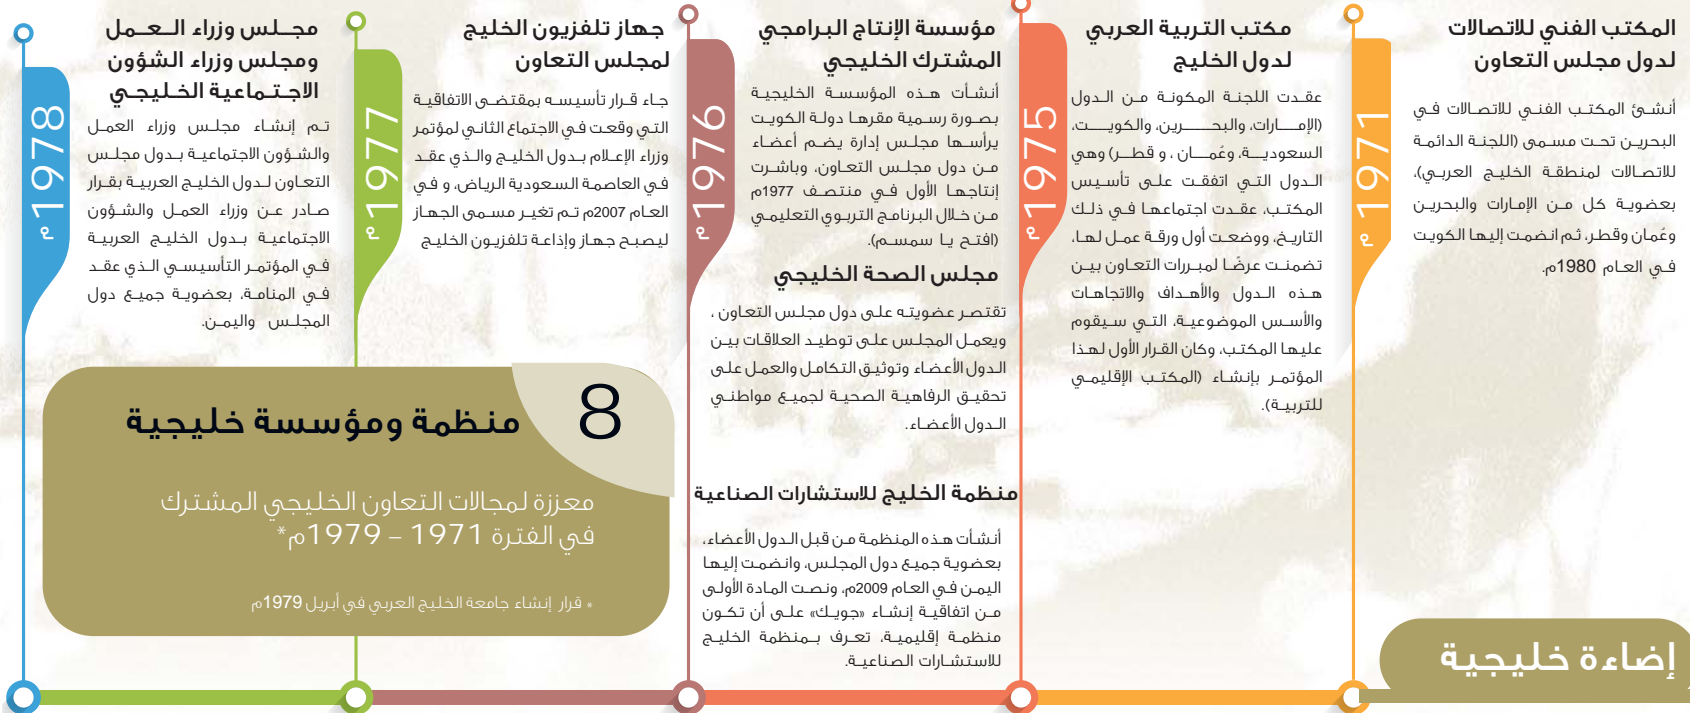 المكتب الفني للاتصالات
لدول مجلس التعاون
أنشئ المكتب الفني للاتصالات في
البحرين تحت مسمى (اللجنة الدائمة
للاتصالات لمنطقة الخليج العربي)،
بعضوية كل من الإمارات والبحرين
وعُمان وقطر، ثم انضمت إليها الكويت
في العام 1980م.
1971م
مكتب التربية العربي
لدول الخليج
عقدت اللجنة المكونة من الدول
(الإمارات، والبحرين، والكويت،
السعودية، وعُمان ، و قطر) وهي
الدول التي اتفقت على تأسيس
المكتب، عقدت اجتماعها في ذلك
التاريخ، ووضعت أول ورقة عمل لها،
تضمنت عرضًا لمبررات التعاون بين
هذه الدول والأهداف والاتجاهات
والأسس الموضوعية، التي سيقوم
عليها المكتب، وكان القرار الأول لهذا
المؤتمر بإنشاء (المكتب الإقليمي
للتربية).
1975م
مؤسسة الإنتاج البرامجي
المشترك الخليجي
أنشأت هذه المؤسسة الخليجية
بصورة رسمية مقرها دولة الكويت
يرأسها مجلس إدارة يضم أعضاء
من دول مجلس التعاون، وباشرت
إنتاجها الأول في منتصف 1977م
من خلال البرنامج التربوي التعليمي
(افتح يا سمسم).
مجلس الصحة الخليجي
تقتصر عضويته على دول مجلس التعاون ،
ويعمل المجلس على توطيد العلاقات بين
الدول الأعضاء وتوثيق التكامل والعمل على
تحقيق الرفاهية الصحية لجميع مواطني
الدول الأعضاء.
منظمة الخليج للاستشارات الصناعية
أنشأت هذه المنظمة من قبل الدول الأعضاء،
بعضوية جميع دول المجلس، وانضمت إليها
اليمن في العام 2009م، ونصت المادة الأولى
من اتفاقية إنشاء «جويك» على أن تكون
منظمة إقليمية، تعرف بـمنظمة الخليج
للاستشارات الصناعية.
1976م
جهاز تلفزيون الخليج
لمجلس التعاون
جاء قرار تأسيسه بمقتضى الاتفاقية
التي وقعت في الاجتماع الثاني لمؤتمر
وزراء الإعلام بدول الخليج والذي عقد
في العاصمة السعودية الرياض، و في
العام 2007م تم تغير مسمى الجهاز
ليصبح جهاز وإذاعة تلفزيون الخليج
1977م
مجلس وزراء العمل
ومجلس وزراء الشؤون
الاجتماعية الخليجي
تم إنشاء مجلس وزراء العمل
والشؤون الاجتماعية بدول مجلس
التعاون لدول الخليج العربية بقرار
صادر عن وزراء العمل والشؤون
الاجتماعية بدول الخليج العربية
في المؤتمر التأسيسي الذي عقد
في المنامة، بعضوية جميع دول
المجلس واليمن.
1978م
8 منظمة ومؤسسة خليجية
معززة لمجالات التعاون الخليجي المشترك
في الفترة 1971 – 1979م*
* قرار إنشاء جامعة الخليج العربي في أبريل 1979م
إضاءة خليجية